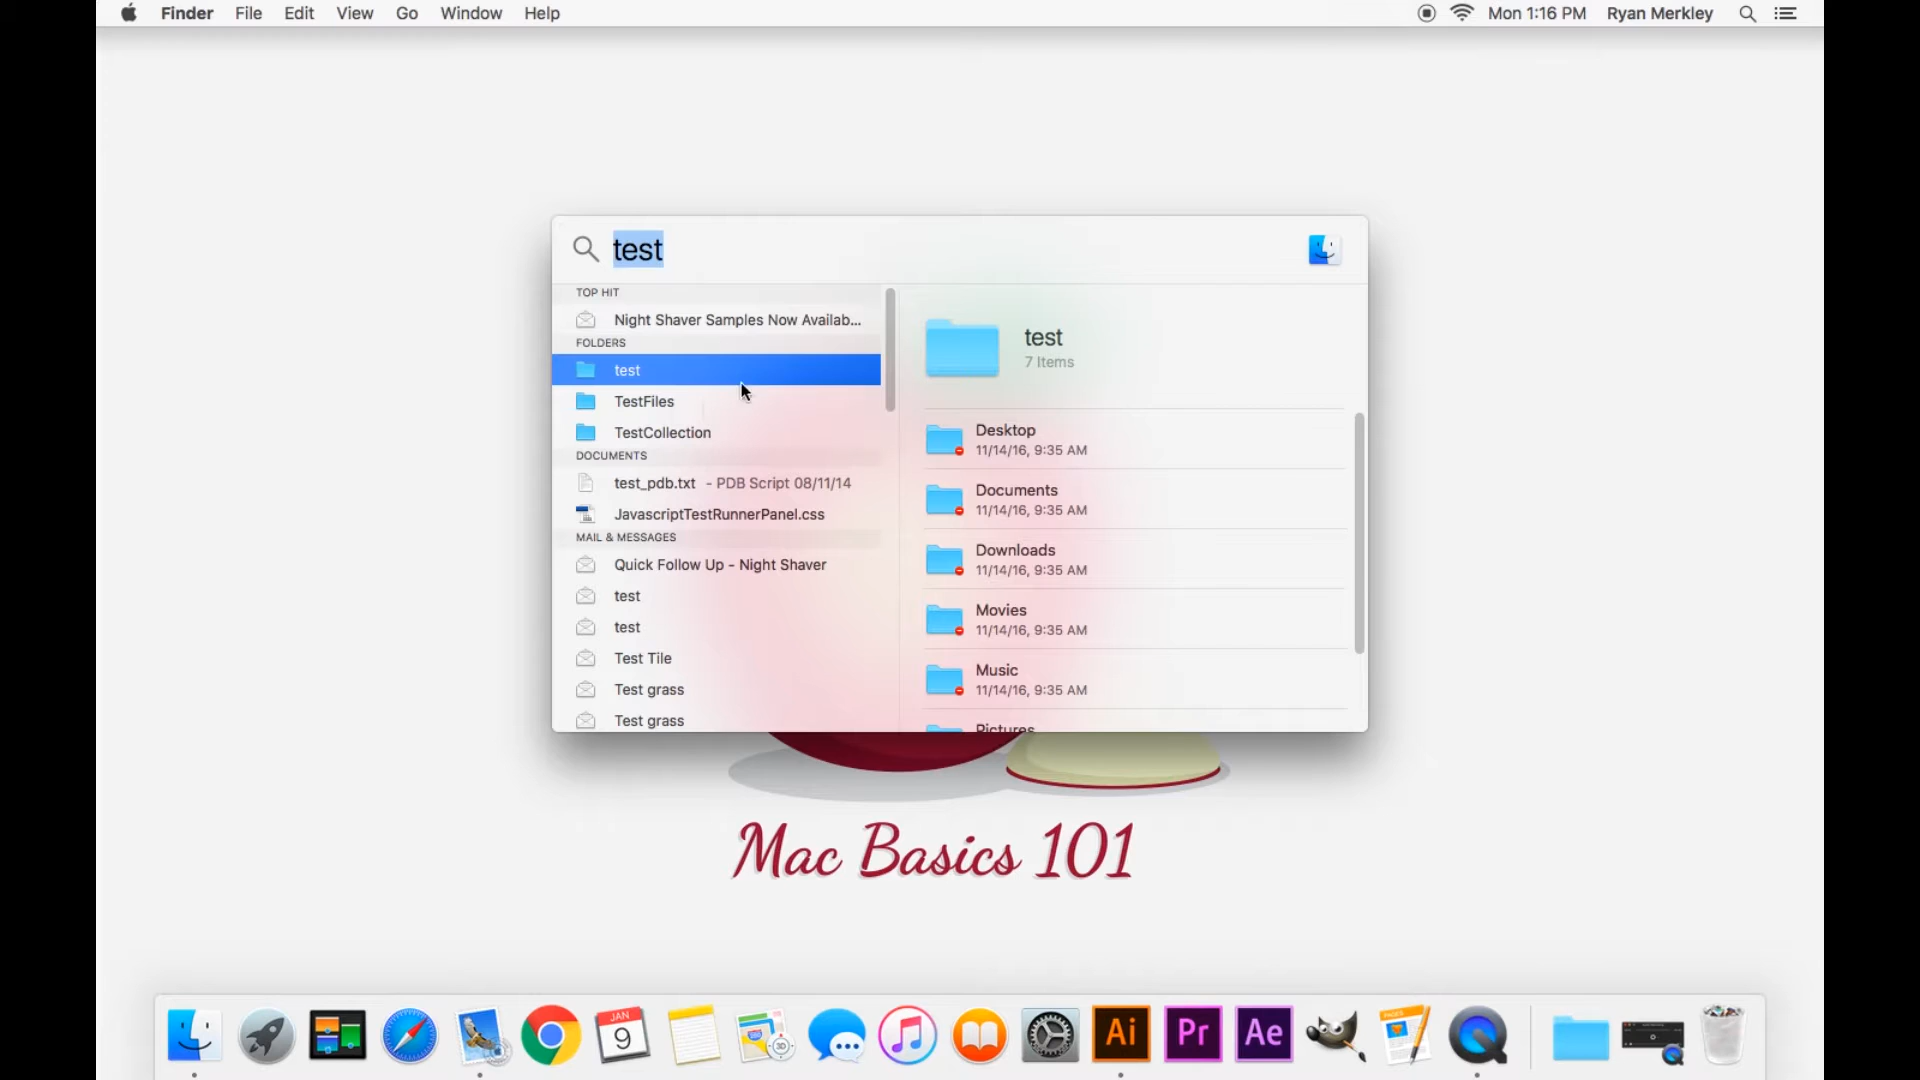 Finder File Edit View Go Window Help Mon 1:16 PM Ryan Merkley
test
TOP HIT
Night Shaver Samples Now Availab...
FOLDERS
test
TestFiles
TestCollection
DOCUMENTS
test_pdb.txt - PDB Script 08/11/14
JavascriptTestRunnerPanel.css
MAIL & MESSAGES
Quick Follow Up - Night Shaver
test
test
Test Tile
Test grass
Test grass
test
7 Items
Desktop
11/14/16, 9:35 AM
Documents
11/14/16, 9:35 AM
Downloads
11/14/16, 9:35 AM
Movies
11/14/16, 9:35 AM
Music
11/14/16, 9:35 AM
Pictures
Mac Basics 101
JAN
9
3D
Ai
Pr
Ae
PAGES